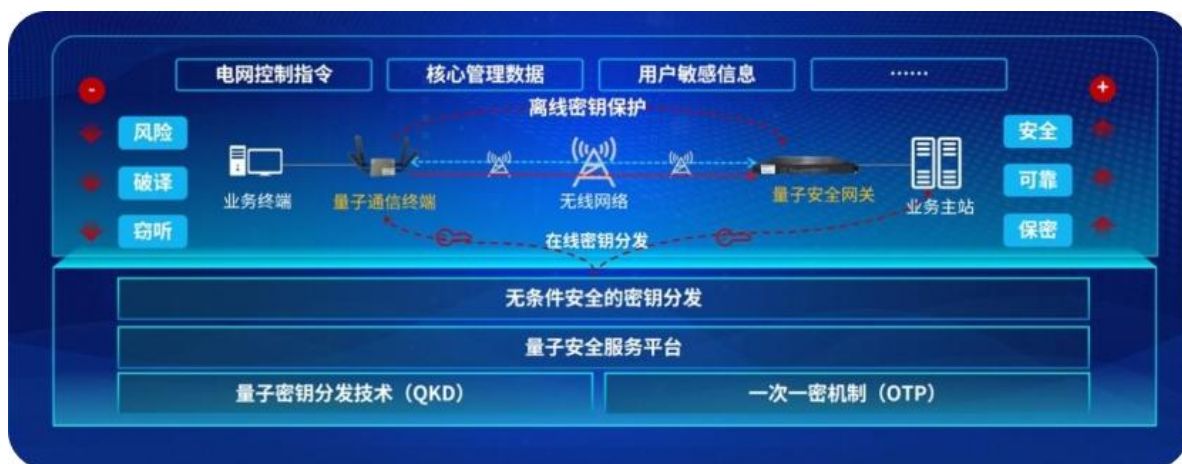 电网控制指令
核心管理数据
用户敏感信息
······
-
+
离线密钥保护
风险
破译
窃听
业务终端
量子通信终端
无线网络
量子安全网关
业务主站
安全
可靠
保密
在线密钥分发
无条件安全的密钥分发
量子安全服务平台
量子密钥分发技术（QKD）
一次一密机制（OTP）